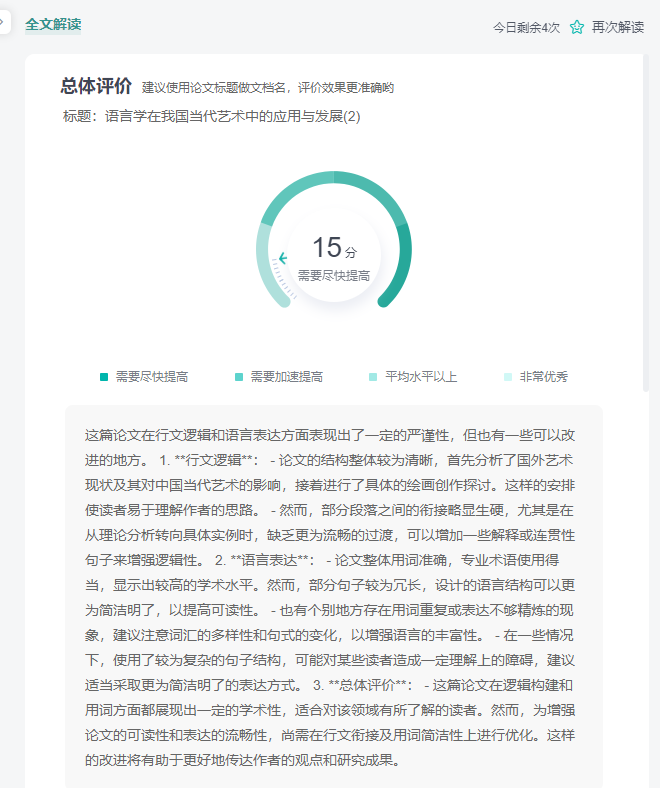 全文解读
今日剩余4次 再次解读
总体评价 建议使用论文标题做文档名，评价效果更准确哟
标题：语言学在我国当代艺术中的应用与发展(2)
15分
需要尽快提高
需要尽快提高 需要加速提高 平均水平以上 非常优秀
这篇论文在行文逻辑和语言表达方面表现出了一定的严谨性，但也有一些可以改
进的地方。 1. **行文逻辑**： - 论文的结构整体较为清晰，首先分析了国外艺术
现状及其对中国当代艺术的影响，接着进行了具体的绘画创作探讨。这样的安排
使读者易于理解作者的思路。 - 然而，部分段落之间的衔接略显生硬，尤其是在
从理论分析转向具体实例时，缺乏更为流畅的过渡，可以增加一些解释或连贯性
句子来增强逻辑性。 2. **语言表达**： - 论文整体用词准确，专业术语使用得
当，显示出较高的学术水平。然而，部分句子较为冗长，设计的语言结构可以更
为简洁明了，以提高可读性。 - 也有个别地方存在用词重复或表达不够精炼的现
象，建议注意词汇的多样性和句式的变化，以增强语言的丰富性。 - 在一些情况
下，使用了较为复杂的句子结构，可能对某些读者造成一定理解上的障碍，建议
适当采取更为简洁明了的表达方式。 3. **总体评价**： - 这篇论文在逻辑构建和
用词方面都展现出一定的学术性，适合对该领域有所了解的读者。然而，为增强
论文的可读性和表达的流畅性，尚需在行文衔接及用词简洁性上进行优化。这样
的改进将有助于更好地传达作者的观点和研究成果。